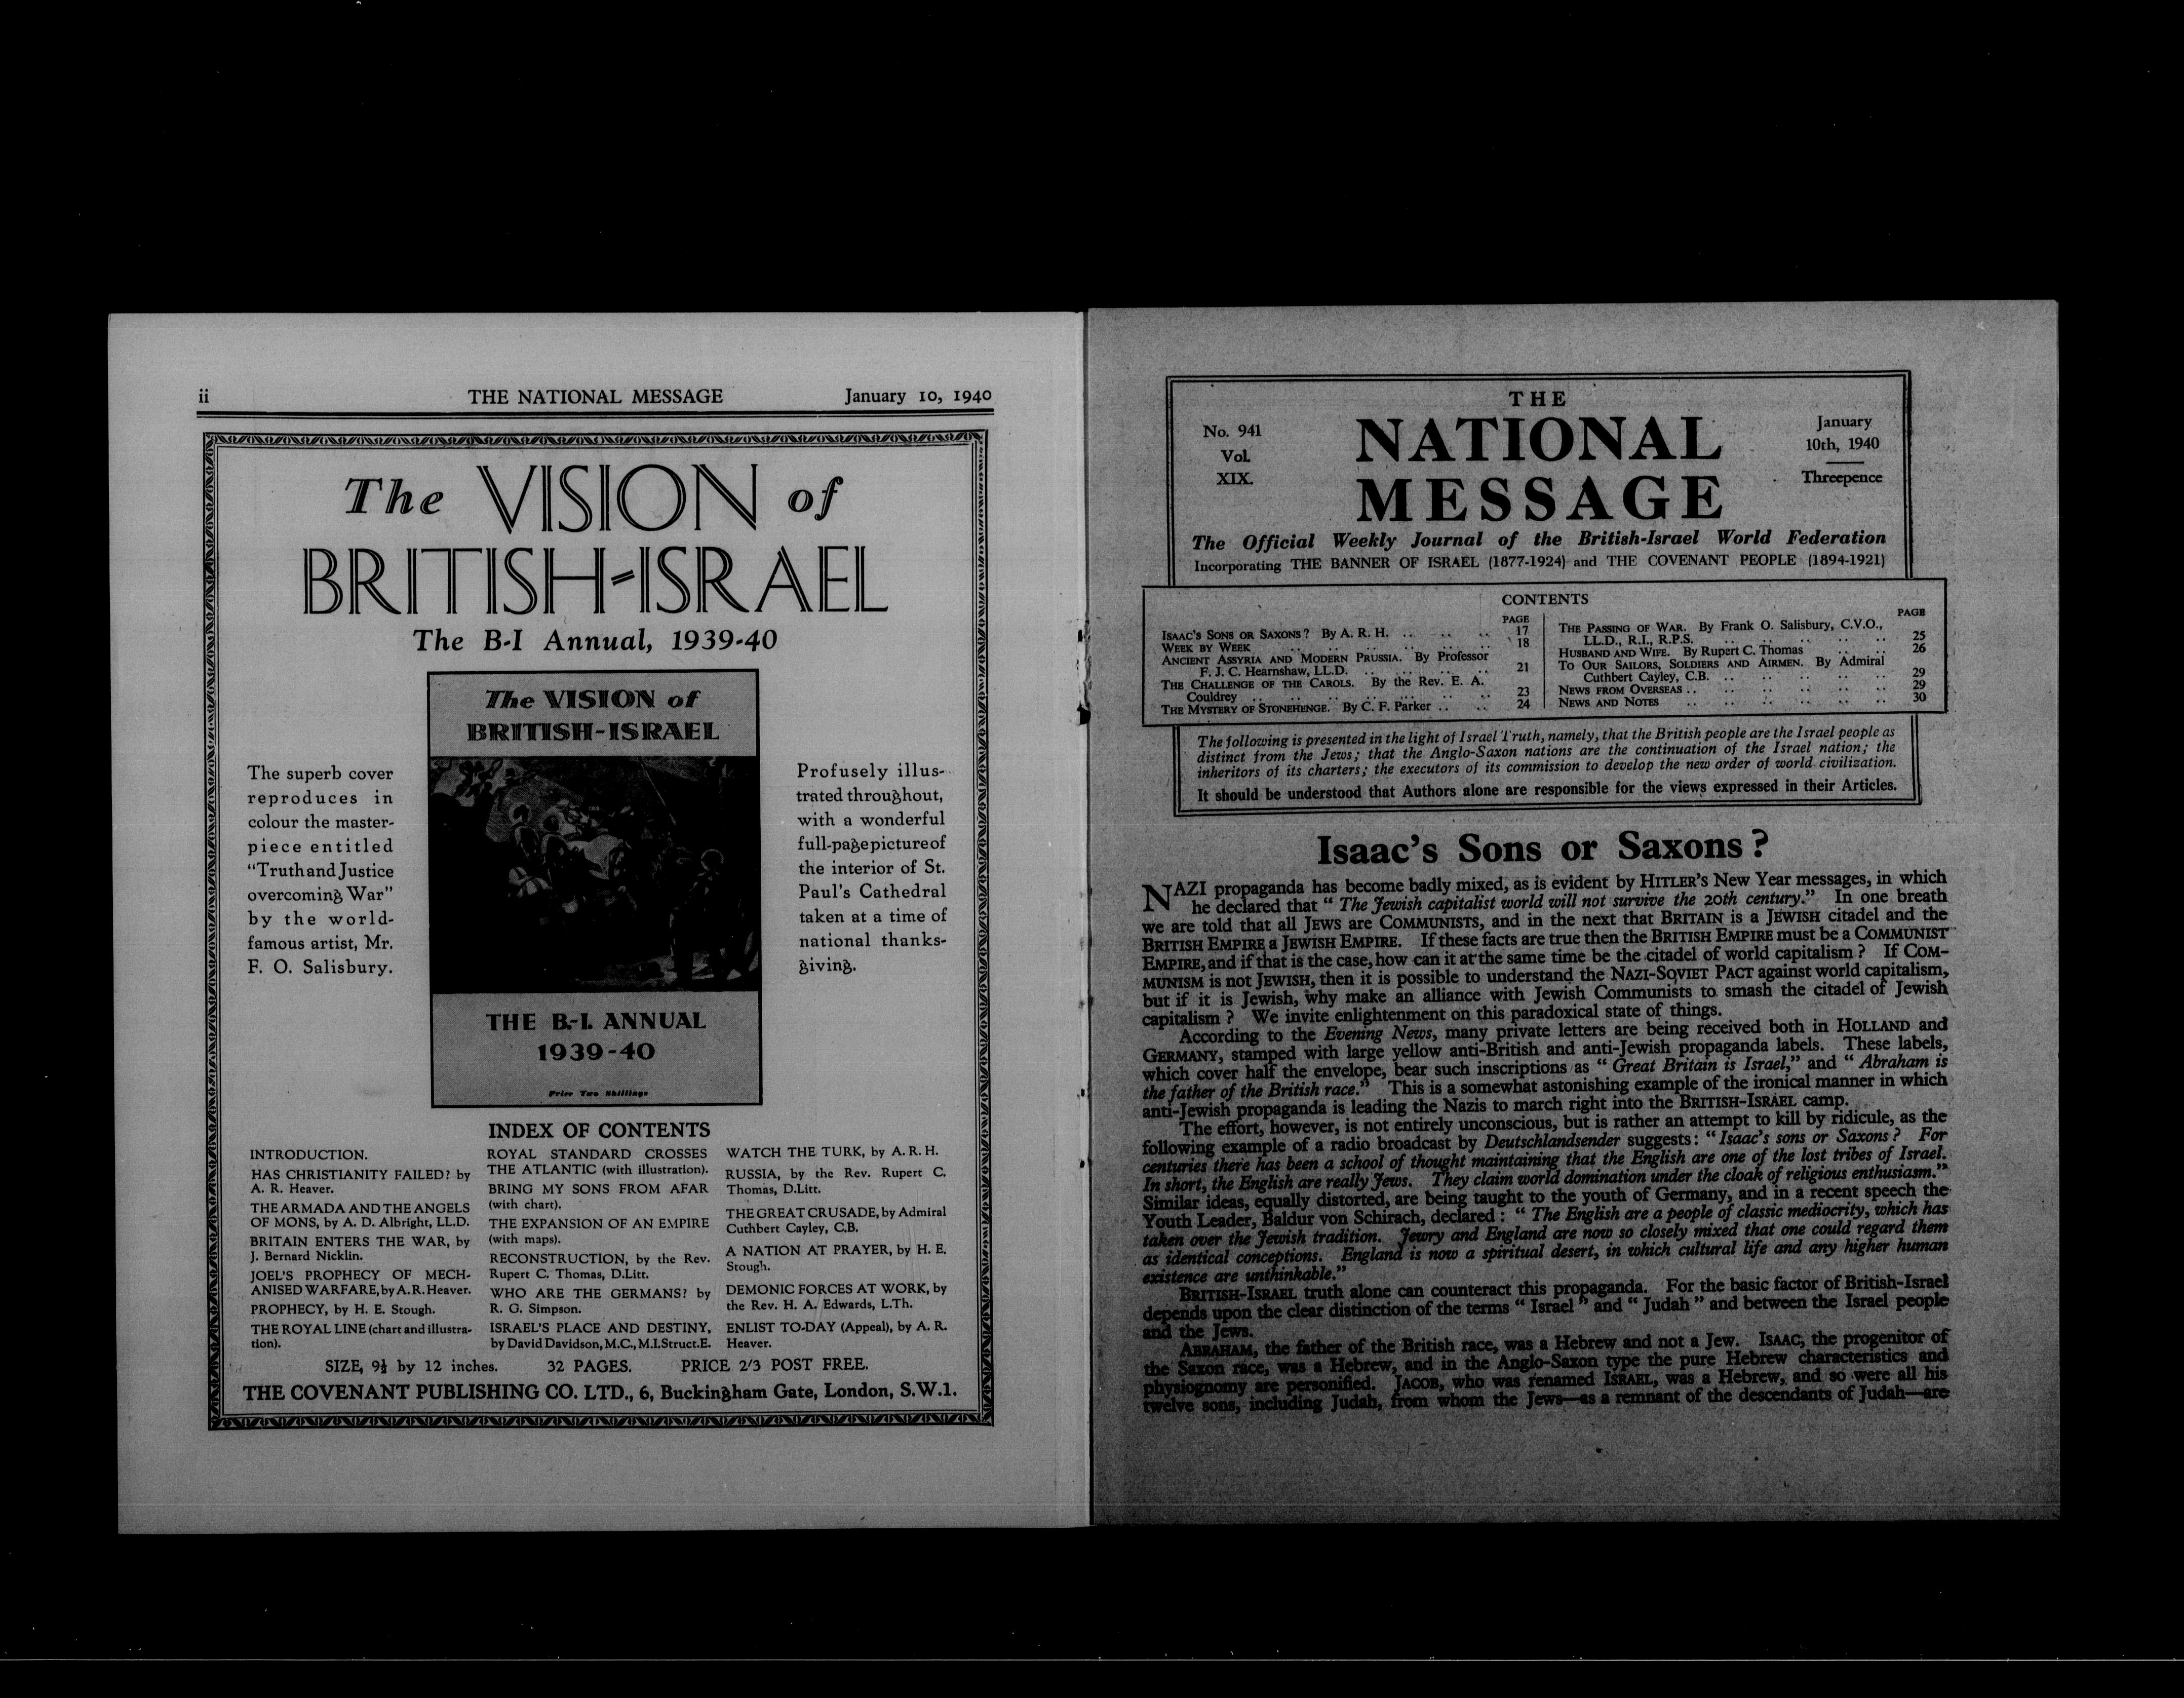 ii THE NATIONAL MESSAGE January 10, 1940
The VISION of
BRITISH-ISRAEL
The B-I Annual, 1939-40
The superb cover
reproduces in
colour the master-
piece entitled
“Truth and Justice
overcoming War”
by the world-
famous artist, Mr.
F. O. Salisbury.
The VISION of
BRITISH-ISRAEL
THE B.-I. ANNUAL
1939-40
Price Two Shillings
Profusely illus-
trated throughout,
with a wonderful
full-page picture of
the interior of St.
Paul's Cathedral
taken at a time of
national thanks-
giving.
INDEX OF CONTENTS
INTRODUCTION.
HAS CHRISTIANITY FAILED? by
A. R. Heaver.
THE ARMADA AND THE ANGELS
OF MONS, by A. D. Albright, LL.D.
BRITAIN ENTERS THE WAR, by
J. Bernard Nicklin.
JOEL'S PROPHECY OF MECH-
ANISED WARFARE, by A. R. Heaver.
PROPHECY, by H. E. Stough.
THE ROYAL LINE (chart and illustra-
tion).
ROYAL STANDARD CROSSES
THE ATLANTIC (with illustration).
BRING MY SONS FROM AFAR
(with chart).
THE EXPANSION OF AN EMPIRE
(with maps).
RECONSTRUCTION, by the Rev.
Rupert C. Thomas, D.Litt.
WHO ARE THE GERMANS? by
R. G. Simpson.
ISRAEL'S PLACE AND DESTINY,
by David Davidson, M.C., M.I.Struct.E.
WATCH THE TURK, by A. R. H.
RUSSIA, by the Rev. Rupert C.
Thomas, D.Litt.
THE GREAT CRUSADE, by Admiral
Cuthbert Cayley, C.B.
A NATION AT PRAYER, by H. E.
Stough.
DEMONIC FORCES AT WORK, by
the Rev. H. A. Edwards, L.Th.
ENLIST TO-DAY (Appeal), by A. R.
Heaver.
SIZE, 9½ by 12 inches. 32 PAGES. PRICE 2/3 POST FREE.
THE COVENANT PUBLISHING CO. LTD., 6, Buckingham Gate, London, S.W.1.
No. 941
Vol.
XIX.
THE
NATIONAL
MESSAGE
January
10th, 1940
Threepence
The Official Weekly Journal of the British-Israel World Federation
Incorporating THE BANNER OF ISRAEL (1877-1924) and THE COVENANT PEOPLE (1894-1921)
CONTENTS
PAGE
ISAAC'S SONS OR SAXONS? By A. R. H. .. .. .. 17
WEEK BY WEEK .. .. .. .. .. 18
ANCIENT ASSYRIA AND MODERN PRUSSIA. By Professor
F. J. C. Hearnshaw, LL.D. .. .. .. .. 21
THE CHALLENGE OF THE CAROLS. By the Rev. E. A.
Couldrey .. .. .. .. .. .. 23
THE MYSTERY OF STONEHENGE. By C. F. Parker .. .. 24
PAGE
THE PASSING OF WAR. By Frank O. Salisbury, C.V.O.,
LL.D., R.I., R.P.S. .. .. .. .. .. 25
HUSBAND AND WIFE. By Rupert C. Thomas .. .. 26
TO OUR SAILORS, SOLDIERS AND AIRMEN. By Admiral
Cuthbert Cayley, C.B. .. .. .. .. .. 29
NEWS FROM OVERSEAS .. .. .. .. .. 29
NEWS AND NOTES .. .. .. .. .. 30
The following is presented in the light of Israel Truth, namely, that the British people are the Israel people as
distinct from the Jews; that the Anglo-Saxon nations are the continuation of the Israel nation; the
inheritors of its charters; the executors of its commission to develop the new order of world civilization.
It should be understood that Authors alone are responsible for the views expressed in their Articles.
Isaac's Sons or Saxons?
NAZI propaganda has become badly mixed, as is evident by HITLER'S New Year messages, in which
he declared that “The Jewish capitalist world will not survive the 20th century.” In one breath
we are told that all JEWS are COMMUNISTS, and in the next that BRITAIN is a JEWISH citadel and the
BRITISH EMPIRE a JEWISH EMPIRE. If these facts are true then the BRITISH EMPIRE must be a COMMUNIST
EMPIRE, and if that is the case, how can it at the same time be the citadel of world capitalism? If COM-
MUNISM is not JEWISH, then it is possible to understand the NAZI-SOVIET PACT against world capitalism,
but if it is Jewish, why make an alliance with Jewish Communists to smash the citadel of Jewish
capitalism? We invite enlightenment on this paradoxical state of things.
According to the Evening News, many private letters are being received both in HOLLAND and
GERMANY, stamped with large yellow anti-British and anti-Jewish propaganda labels. These labels,
which cover half the envelope, bear such inscriptions as “Great Britain is Israel,” and “Abraham is
the father of the British race.” This is a somewhat astonishing example of the ironical manner in which
anti-Jewish propaganda is leading the Nazis to march right into the BRITISH-ISRAEL camp.
The effort, however, is not entirely unconscious, but is rather an attempt to kill by ridicule, as the
following example of a radio broadcast by Deutschlandsender suggests: “Isaac's sons or Saxons? For
centuries there has been a school of thought maintaining that the English are one of the lost tribes of Israel.
In short, the English are really Jews. They claim world domination under the cloak of religious enthusiasm.”
Similar ideas, equally distorted, are being taught to the youth of Germany, and in a recent speech the
Youth Leader, Baldur von Schirach, declared: “The English are a people of classic mediocrity, which has
taken over the Jewish tradition. Jewry and England are now so closely mixed that one could regard them
as identical conceptions. England is now a spiritual desert, in which cultural life and any higher human
existence are unthinkable.”
BRITISH-ISRAEL truth alone can counteract this propaganda. For the basic factor of British-Israel
depends upon the clear distinction of the terms “Israel” and “Judah” and between the Israel people
and the Jews.
ABRAHAM, the father of the British race, was a Hebrew and not a Jew. ISAAC, the progenitor of
the Saxon race, was a Hebrew, and in the Anglo-Saxon type the pure Hebrew characteristics and
physiognomy are personified. JACOB, who was renamed ISRAEL, was a Hebrew, and so were all his
twelve sons, including Judah, from whom the Jews—as a remnant of the descendants of Judah—are